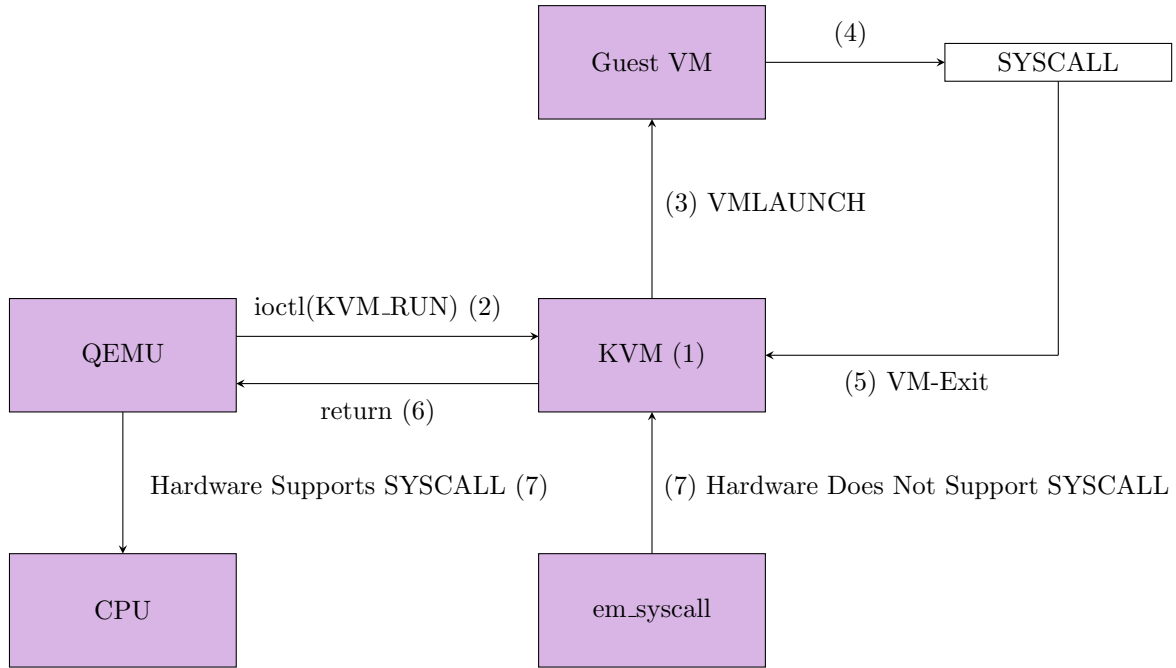 Guest VM
(4)
SYSCALL
(3) VMLAUNCH
ioctl(KVM_RUN) (2)
QEMU
KVM (1)
return (6)
(5) VM-Exit
Hardware Supports SYSCALL (7)
(7) Hardware Does Not Support SYSCALL
CPU
em_syscall